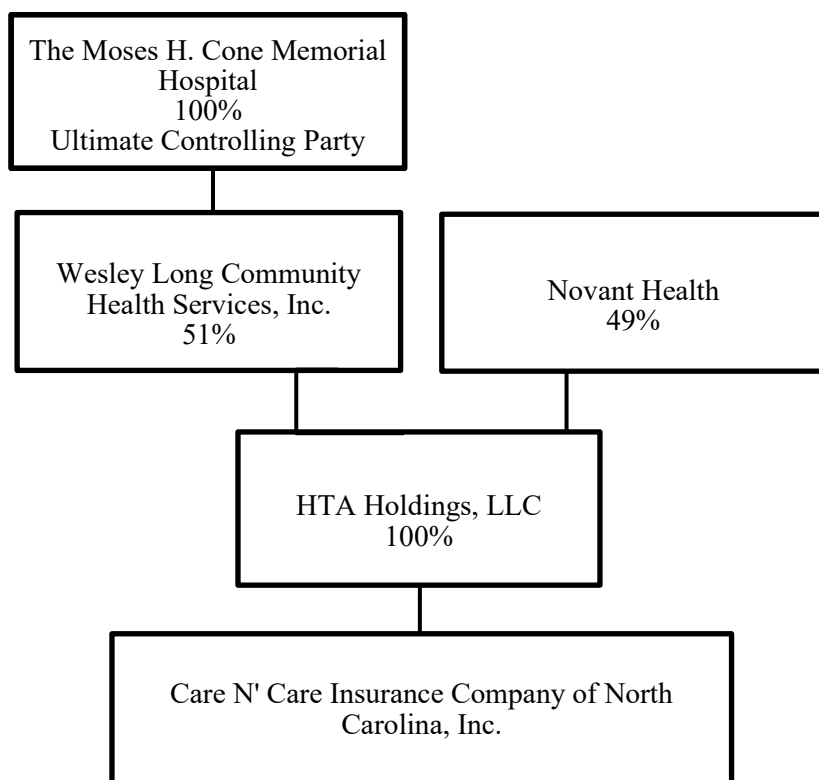 The Moses H. Cone Memorial
Hospital
100%
Ultimate Controlling Party
Wesley Long Community
Health Services, Inc.
51%
Novant Health
49%
HTA Holdings, LLC
100%
Care N' Care Insurance Company of North
Carolina, Inc.